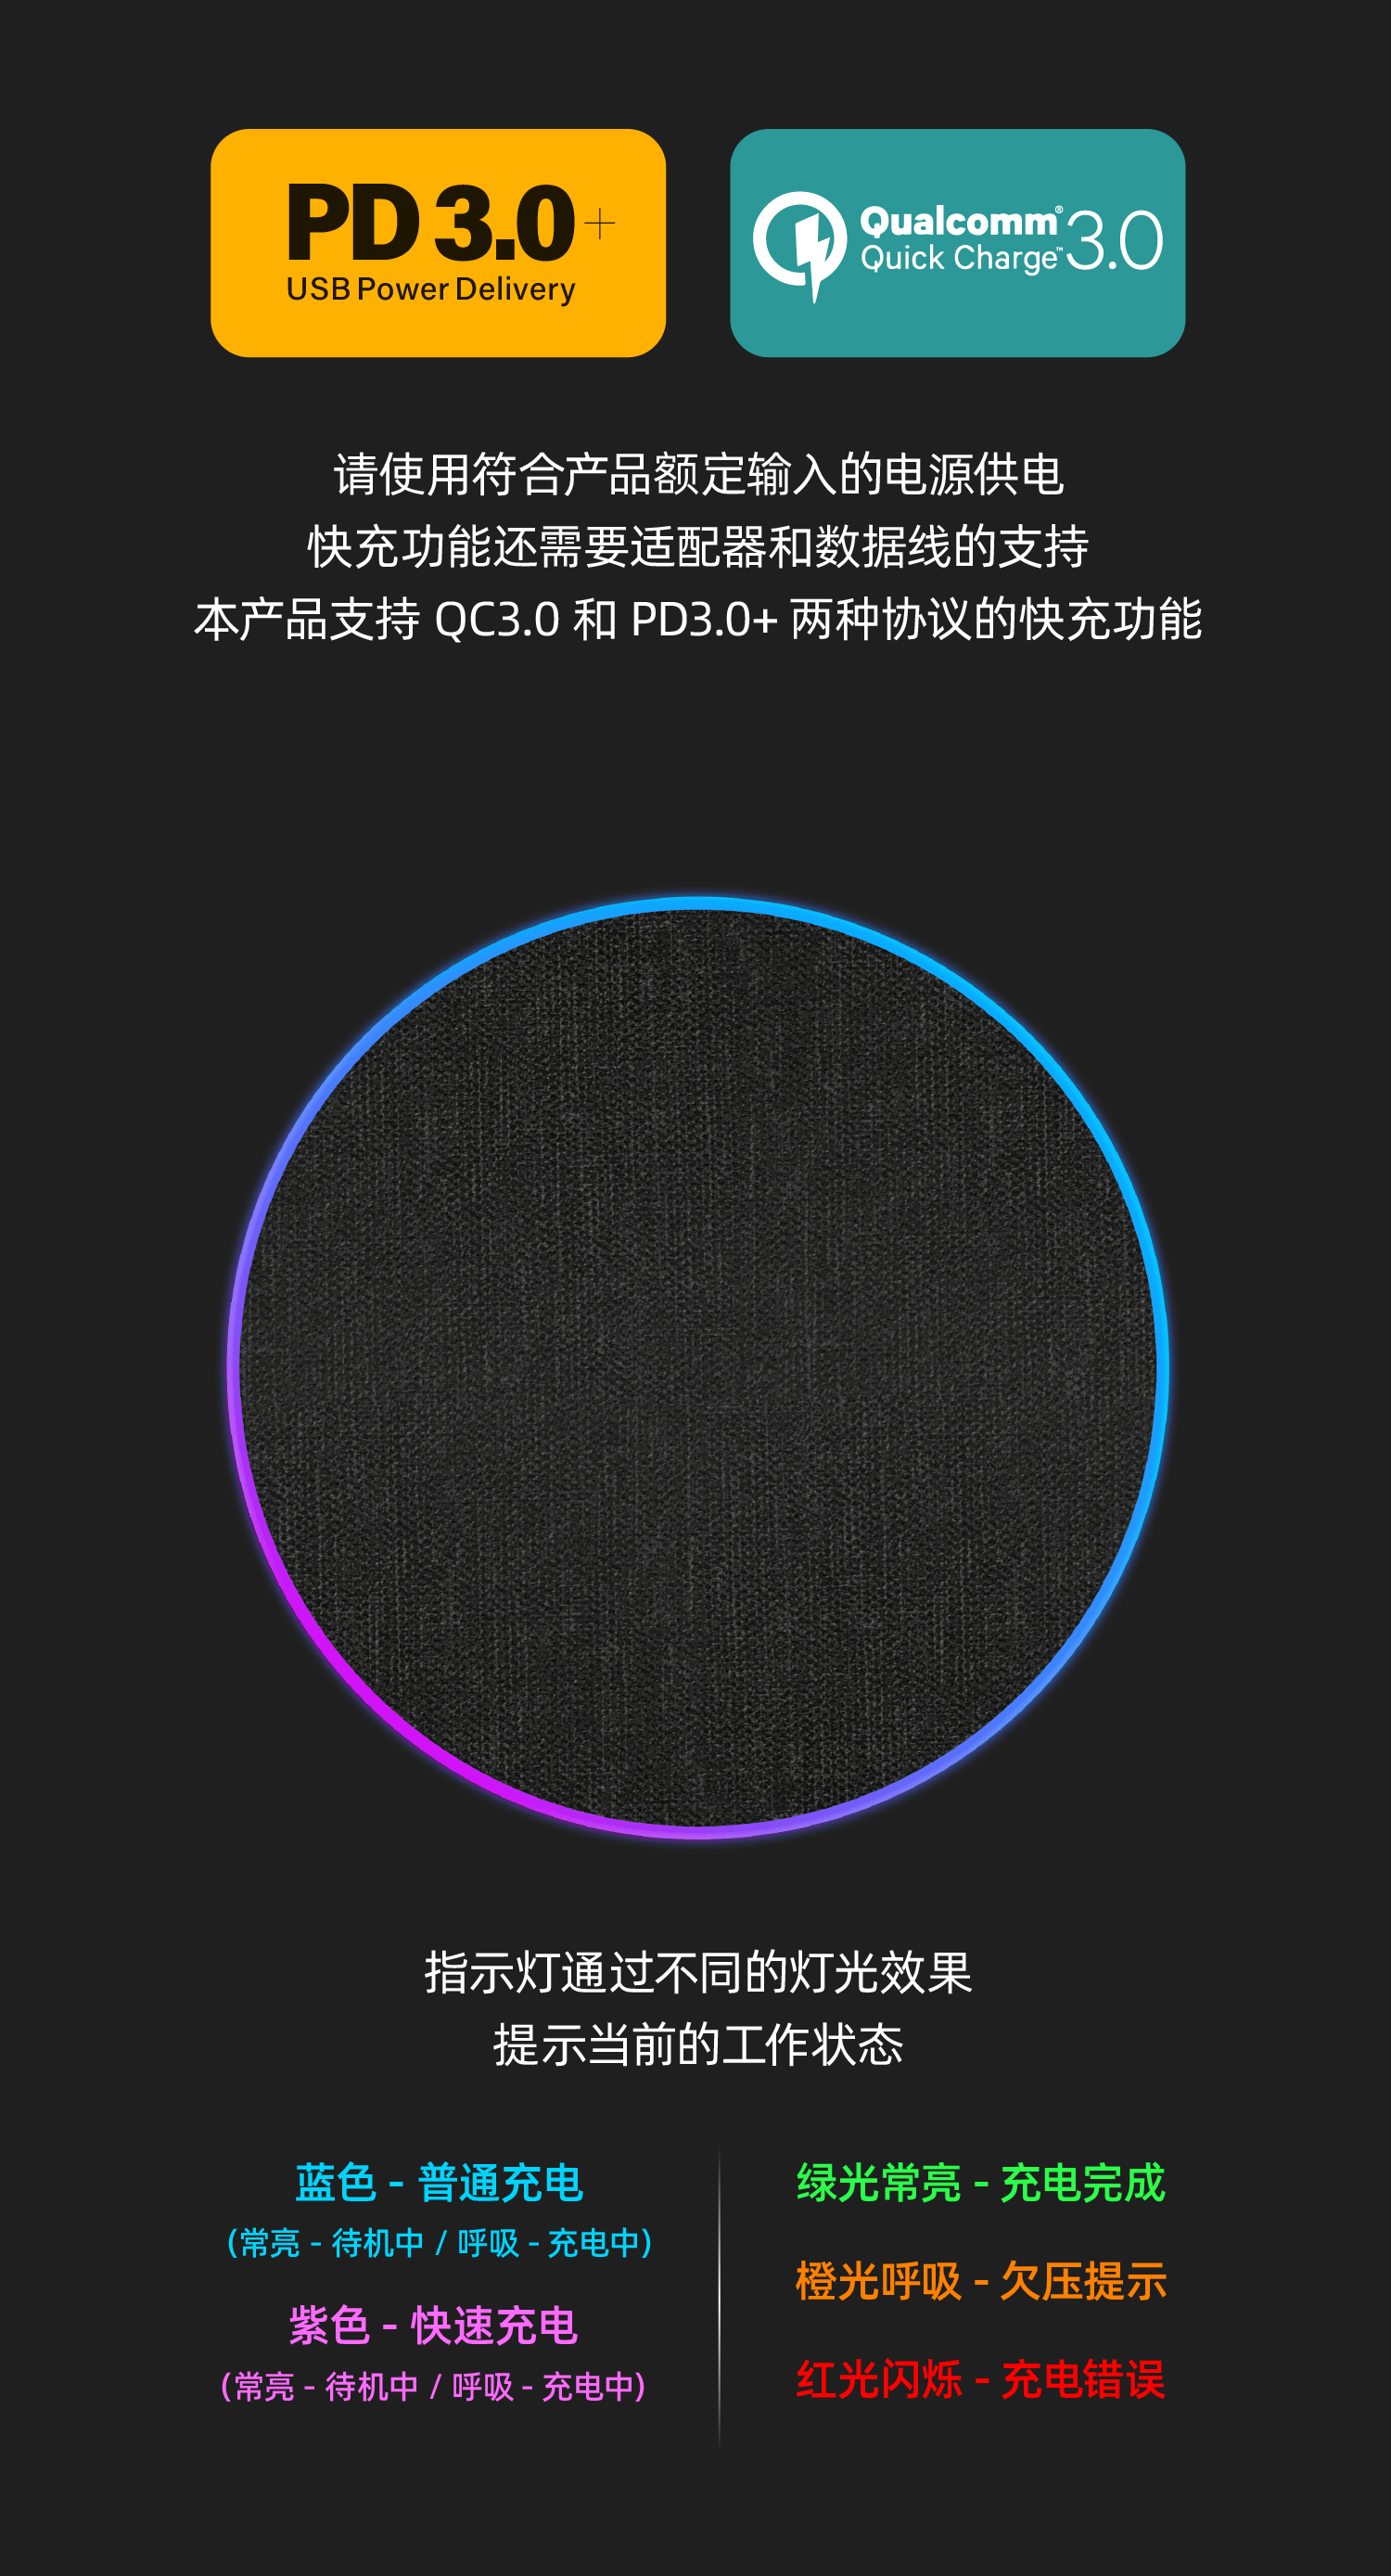 PD 3.0+
USB Power Delivery
Qualcomm®
Quick Charge™ 3.0
请使用符合产品额定输入的电源供电
快充功能还需要适配器和数据线的支持
本产品支持 QC3.0 和 PD3.0+ 两种协议的快充功能
指示灯通过不同的灯光效果
提示当前的工作状态
蓝色 - 普通充电
(常亮 - 待机中 / 呼吸 - 充电中)
紫色 - 快速充电
(常亮 - 待机中 / 呼吸 - 充电中)
绿光常亮 - 充电完成
橙光呼吸 - 欠压提示
红光闪烁 - 充电错误